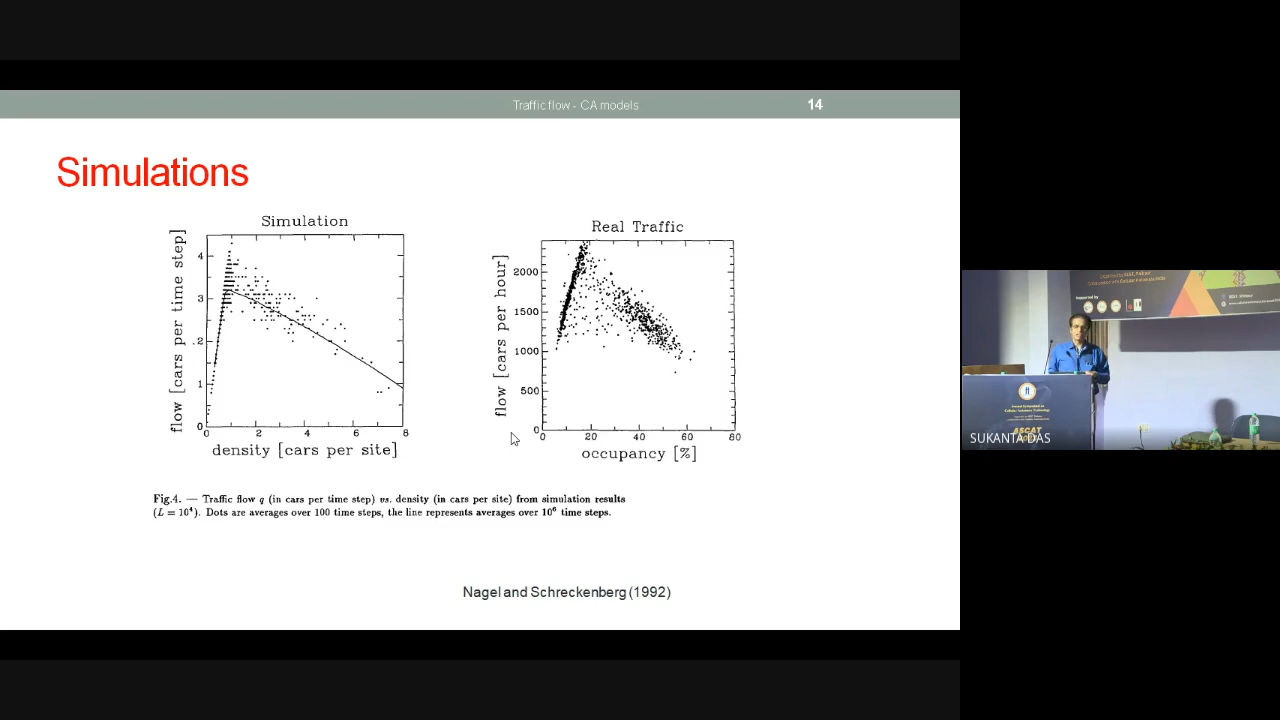 Traffic flow - CA models
14
Simulations
Simulation
flow [cars per time step]
4
3
.2
1
0
0
2
4
6
8
density [cars per site]
Real Traffic
flow [cars per hour]
2000
1500
1000
500
0
0
20
40
60
80
occupancy [%]
Fig.4. — Traffic flow q (in cars per time step) vs. density (in cars per site) from simulation results
(L = 10⁴). Dots are averages over 100 time steps, the line represents averages over 10⁶ time steps.
Nagel and Schreckenberg (1992)
SUKANTA DAS